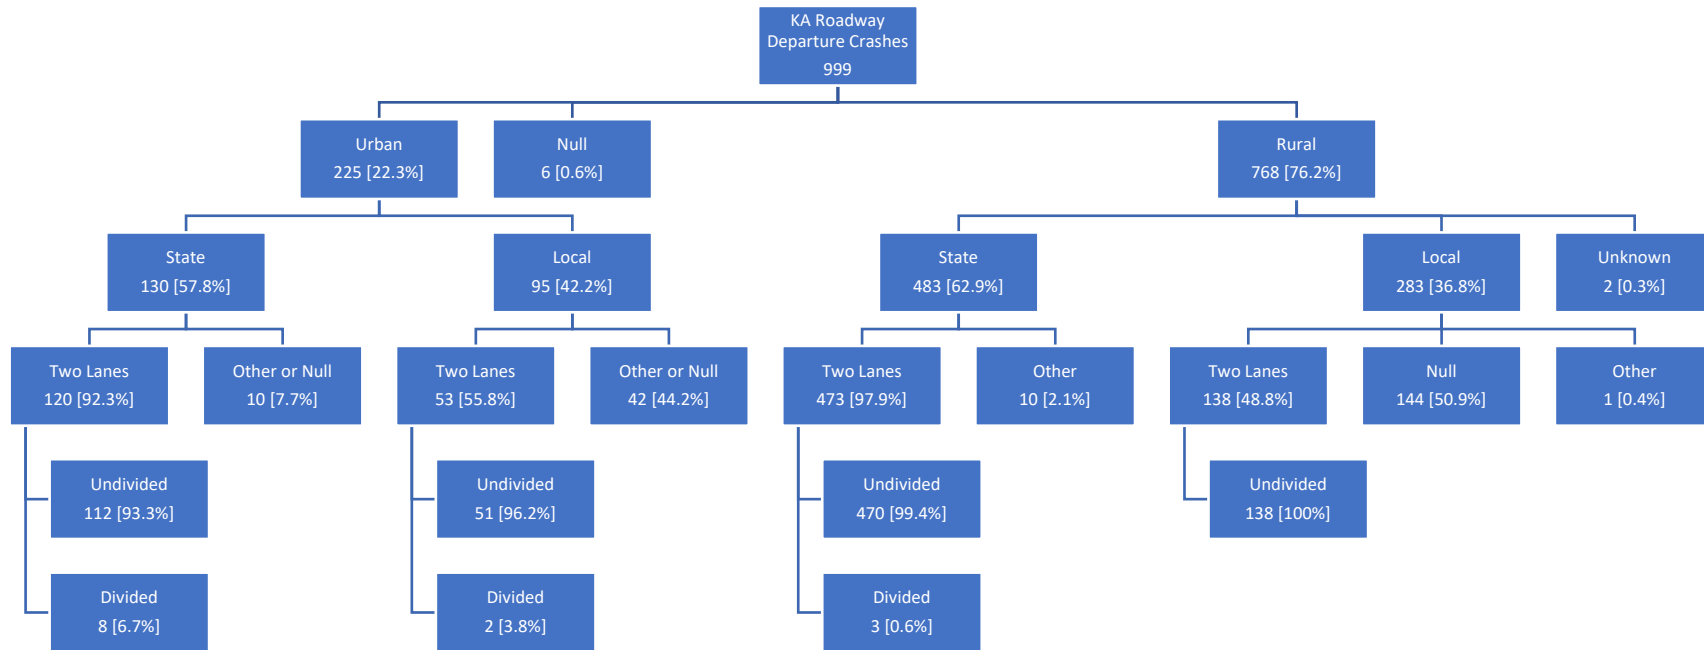 KA Roadway
Departure Crashes
999
Urban
225 [22.3%]
Null
6 [0.6%]
Rural
768 [76.2%]
State
130 [57.8%]
Local
95 [42.2%]
State
483 [62.9%]
Local
283 [36.8%]
Unknown
2 [0.3%]
Two Lanes
120 [92.3%]
Other or Null
10 [7.7%]
Two Lanes
53 [55.8%]
Other or Null
42 [44.2%]
Two Lanes
473 [97.9%]
Other
10 [2.1%]
Two Lanes
138 [48.8%]
Null
144 [50.9%]
Other
1 [0.4%]
Undivided
112 [93.3%]
Undivided
51 [96.2%]
Undivided
470 [99.4%]
Undivided
138 [100%]
Divided
8 [6.7%]
Divided
2 [3.8%]
Divided
3 [0.6%]